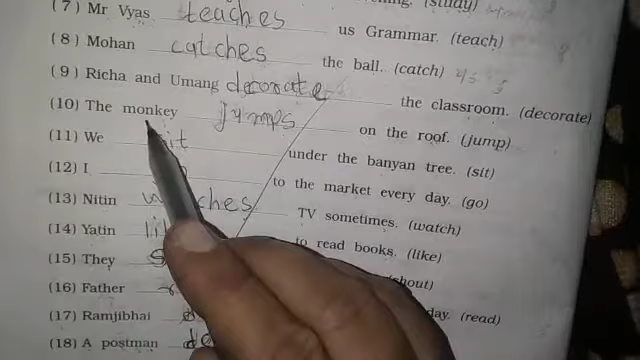 (study)
(7) Mr Vyas teaches us Grammar. (teach)
(8) Mohan catches the ball. (catch)
(9) Richa and Umang decorate the classroom. (decorate)
(10) The monkey jumps on the roof. (jump)
(11) We sit under the banyan tree. (sit)
(12) I to the market every day. (go)
(13) Nitin TV sometimes. (watch)
(14) Yatin to read books. (like)
(15) They
(16) Father
(17) Ramjibhai day. (read)
(18) A postman